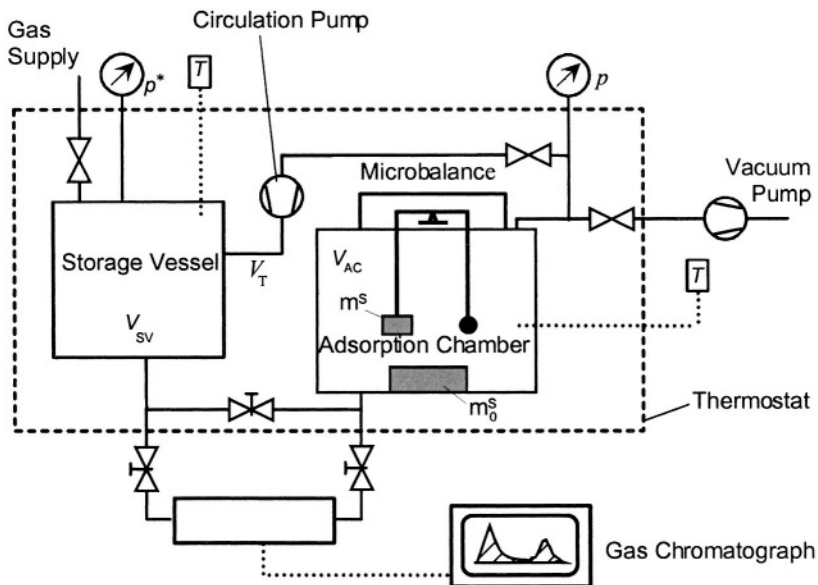 Circulation Pump
Gas
Supply
T
p*
p
Microbalance
Vacuum
Pump
Storage Vessel
V_T
V_AC
T
V_SV
m^S
Adsorption Chamber
m_0^S
Thermostat
Gas Chromatograph